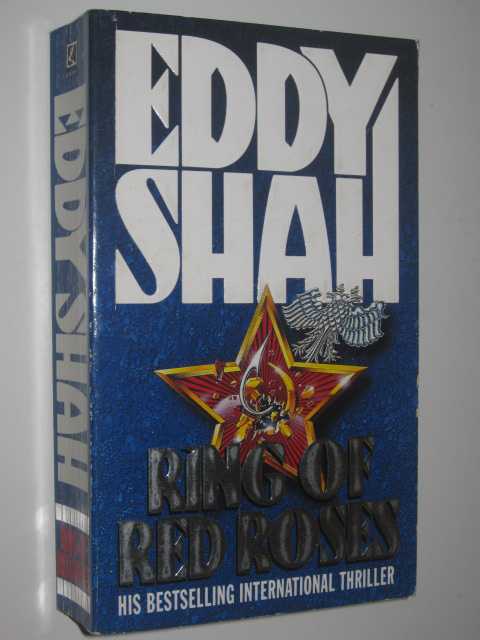 EDDY
SHAH
RING OF
RED ROSES
HIS BESTSELLING INTERNATIONAL THRILLER
EDDY SHAH